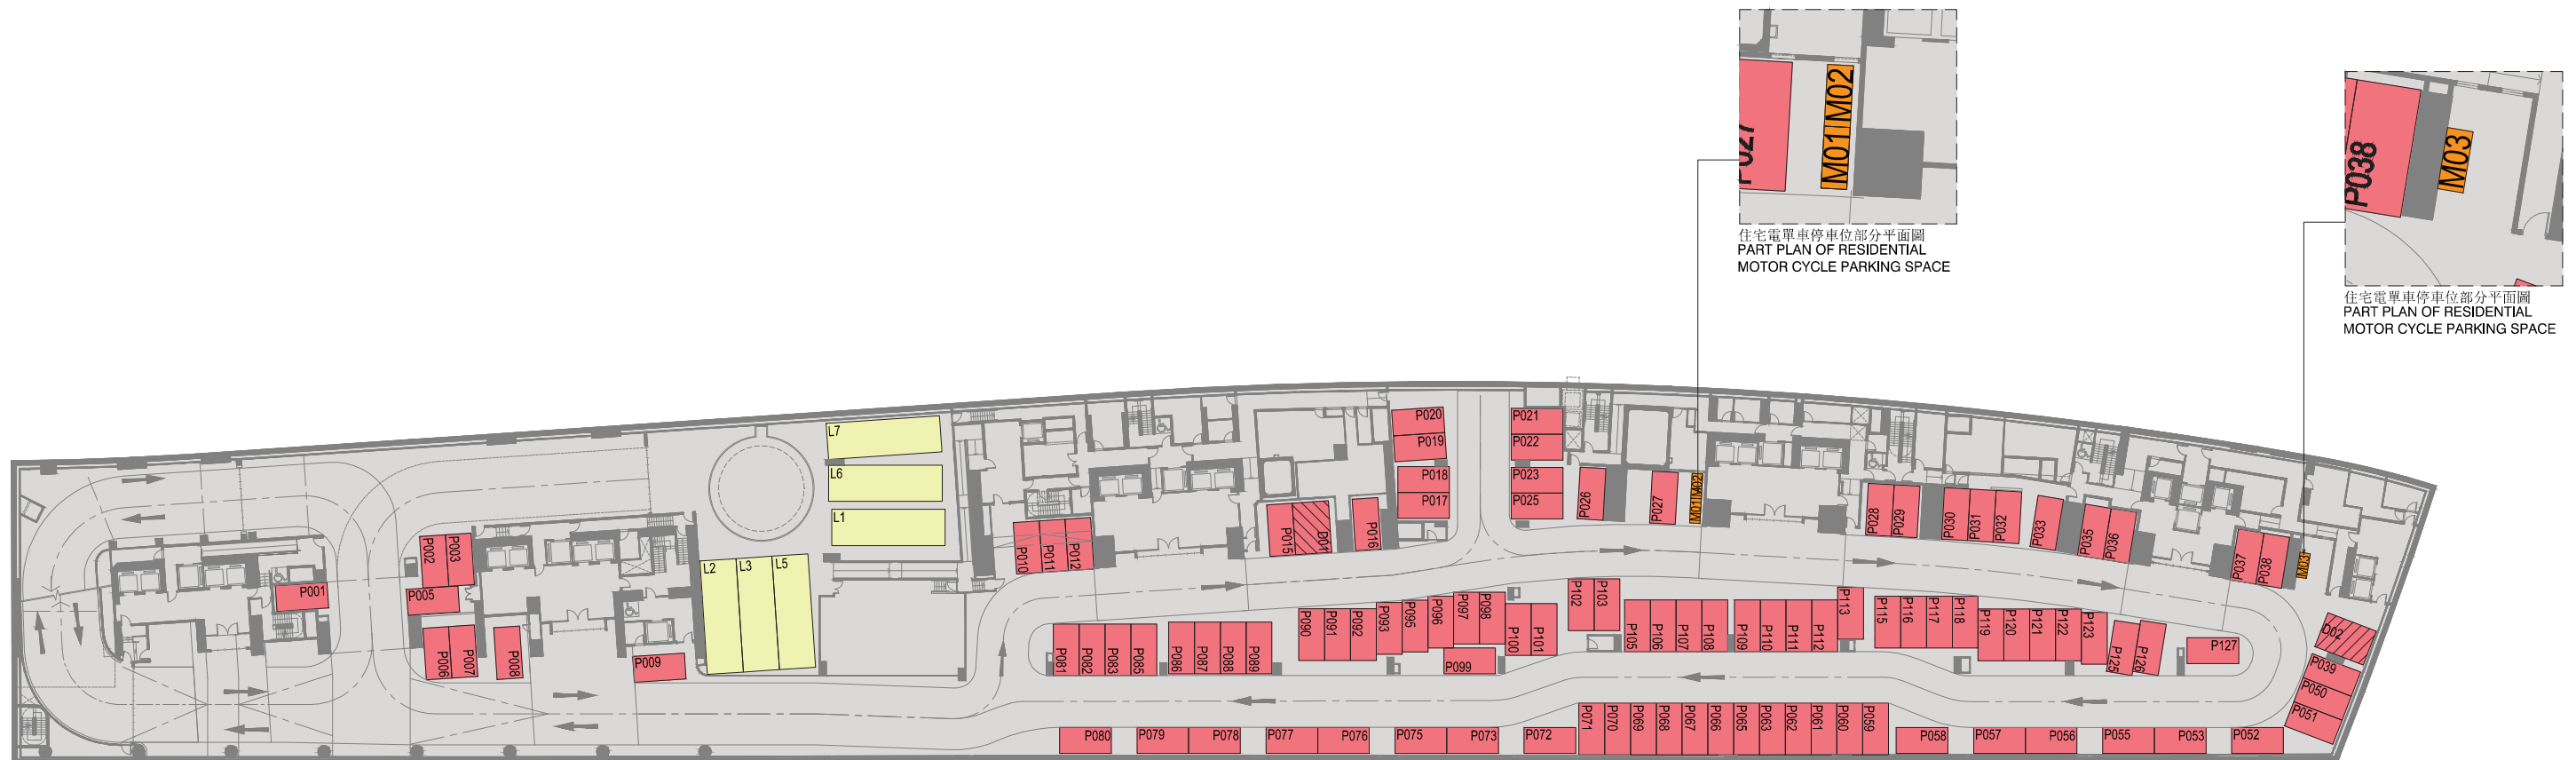 P027
M01
M02
住宅電單車停車位部分平面圖
PART PLAN OF RESIDENTIAL
MOTOR CYCLE PARKING SPACE
P038
M03
住宅電單車停車位部分平面圖
PART PLAN OF RESIDENTIAL
MOTOR CYCLE PARKING SPACE
L7
L6
L1
L2
L3
L5
P001
P002
P003
P005
P006
P007
P008
P009
P010
P011
P012
P015
D01
P016
P020
P019
P018
P017
P021
P022
P023
P025
P026
P027
M01
M02
P028
P029
P030
P031
P032
P033
P035
P036
P037
P038
M03
D02
P039
P050
P051
P081
P082
P083
P085
P086
P087
P088
P089
P090
P091
P092
P093
P095
P096
P097
P098
P099
P100
P101
P102
P103
P105
P106
P107
P108
P109
P110
P111
P112
P113
P115
P116
P117
P118
P119
P120
P121
P122
P123
P125
P126
P127
P080
P079
P078
P077
P076
P075
P073
P072
P071
P070
P069
P068
P067
P066
P065
P063
P062
P061
P060
P059
P058
P057
P056
P055
P053
P052